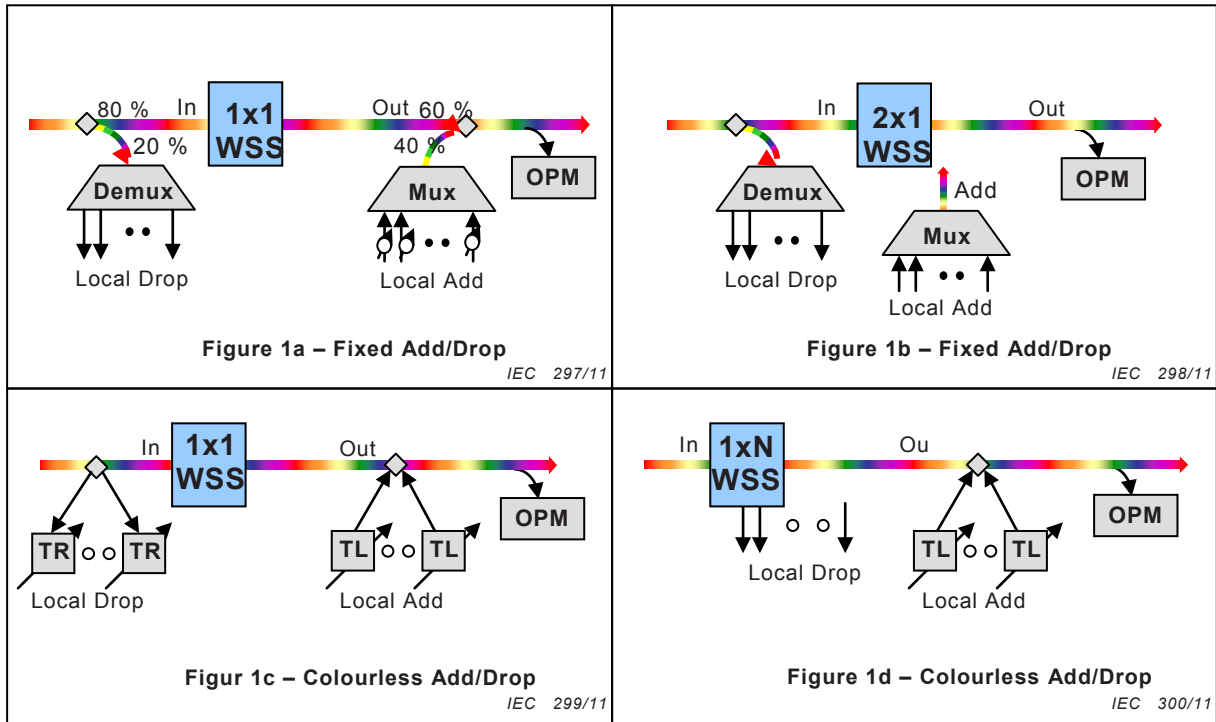 80 %
In
1x1
WSS
Out
60 %
20 %
40 %
Demux
Mux
OPM
Local Drop
Local Add
Figure 1a – Fixed Add/Drop
IEC 297/11
In
2x1
WSS
Out
Demux
Add
OPM
Mux
Local Drop
Local Add
Figure 1b – Fixed Add/Drop
IEC 298/11
In
1x1
WSS
Out
OPM
TR
TR
TL
TL
Local Drop
Local Add
Figur 1c – Colourless Add/Drop
IEC 299/11
In
1xN
WSS
Ou
OPM
TL
TL
Local Drop
Local Add
Figure 1d – Colourless Add/Drop
IEC 300/11